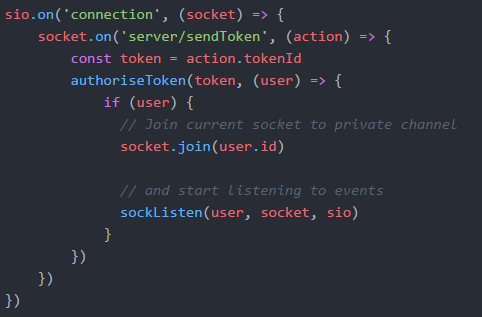 sio.on('connection', (socket) => {
    socket.on('server/sendToken', (action) => {
        const token = action.tokenId
        authoriseToken(token, (user) => {
            if (user) {
              // Join current socket to private channel
              socket.join(user.id)

              // and start listening to events
              sockListen(user, socket, sio)
            }
        })
    })
})